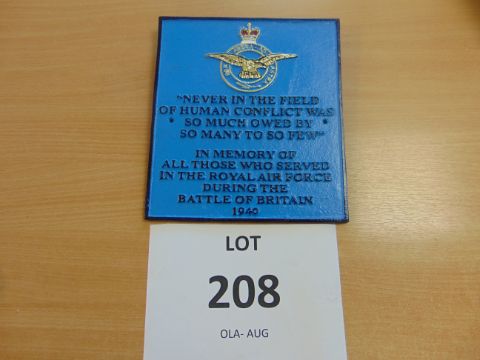 "NEVER IN THE FIELD
OF HUMAN CONFLICT WAS
* SO MUCH OWED BY *
SO MANY TO SO FEW"
IN MEMORY OF
ALL THOSE WHO SERVED
IN THE ROYAL AIR FORCE
DURING THE
BATTLE OF BRITAIN
1940
LOT
208
OLA- AUG